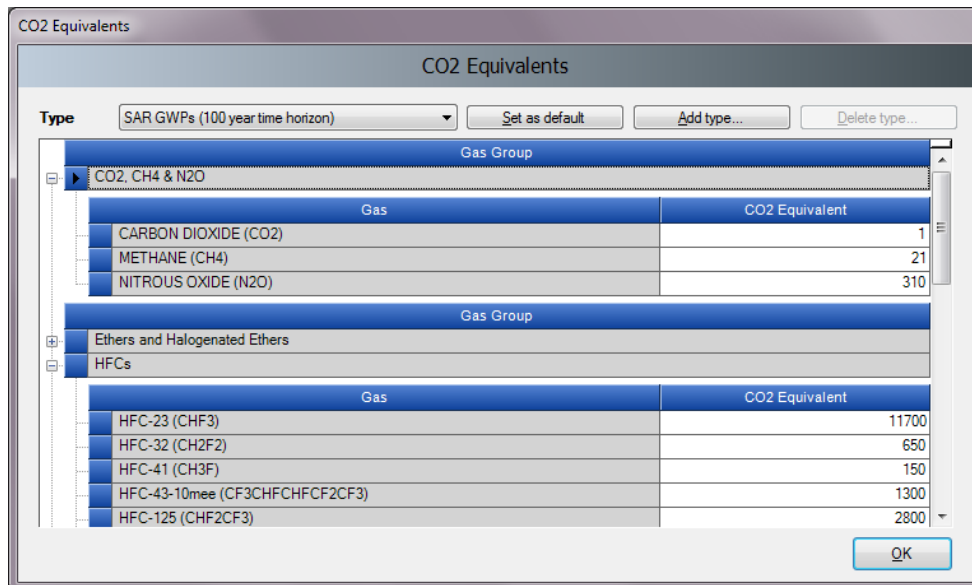 CO2 Equivalents
CO2 Equivalents
Type SAR GWPs (100 year time horizon) Set as default Add type... Delete type...
Gas Group
CO2, CH4 & N2O
Gas CO2 Equivalent
CARBON DIOXIDE (CO2) 1
METHANE (CH4) 21
NITROUS OXIDE (N2O) 310
Gas Group
Ethers and Halogenated Ethers
HFCs
Gas CO2 Equivalent
HFC-23 (CHF3) 11700
HFC-32 (CH2F2) 650
HFC-41 (CH3F) 150
HFC-43-10mee (CF3CHFCHFCF2CF3) 1300
HFC-125 (CHF2CF3) 2800
OK